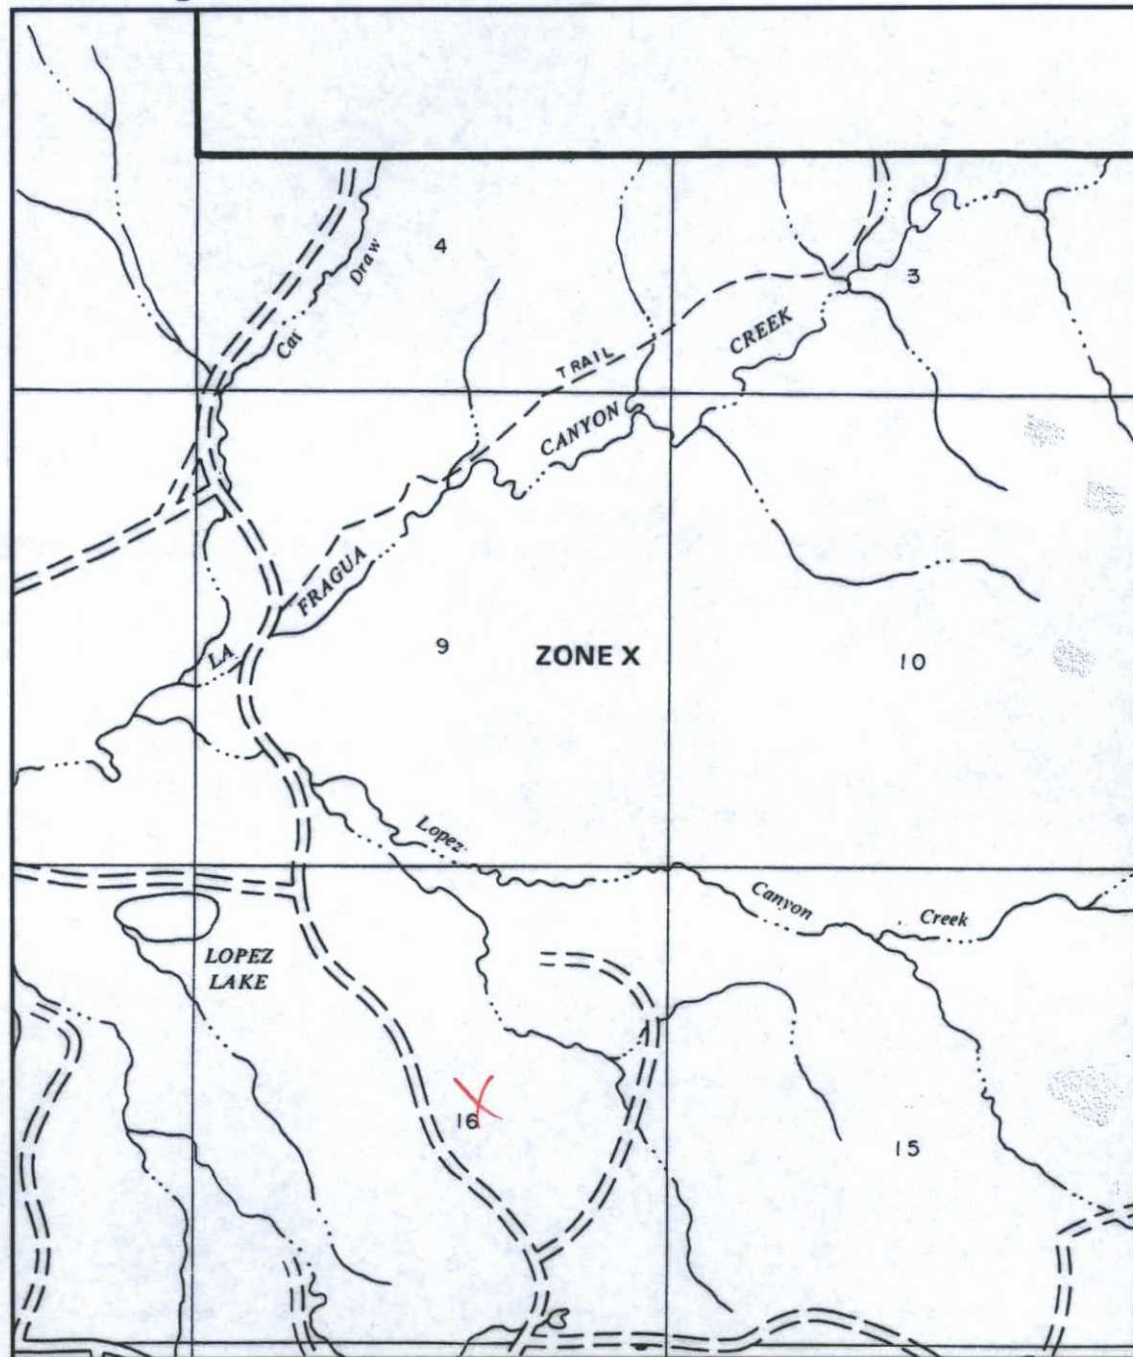 4
3
Cat Draw
TRAIL
CREEK
CANYON
FRAGUA
LA
9
ZONE X
10
Lopez
Canyon
Creek
LOPEZ
LAKE
16
15